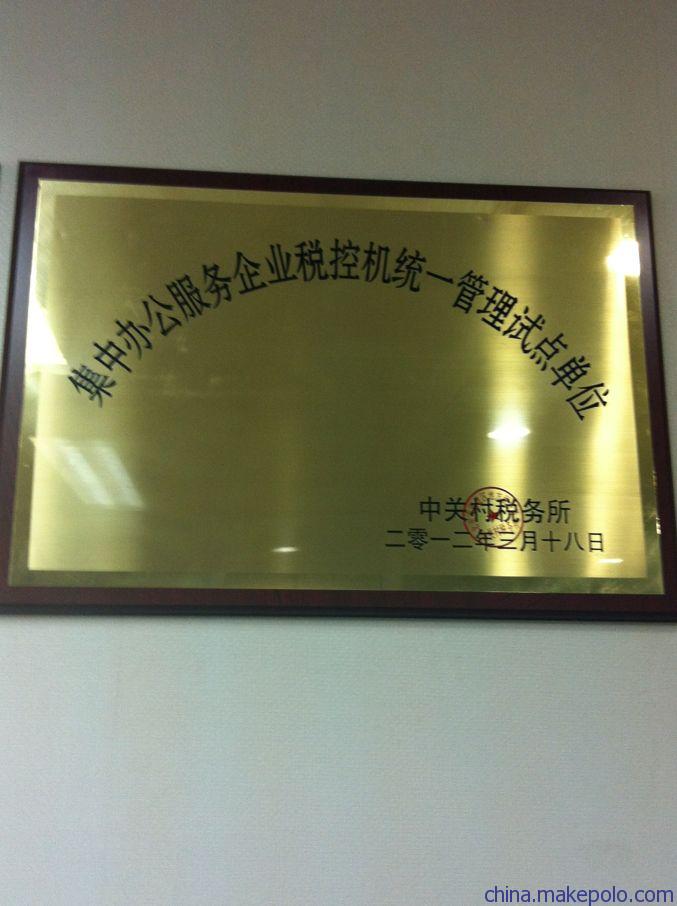 集中办公服务企业税控机统一管理试点单位
中关村税务所
二零一二年三月十八日
china.makepolo.com